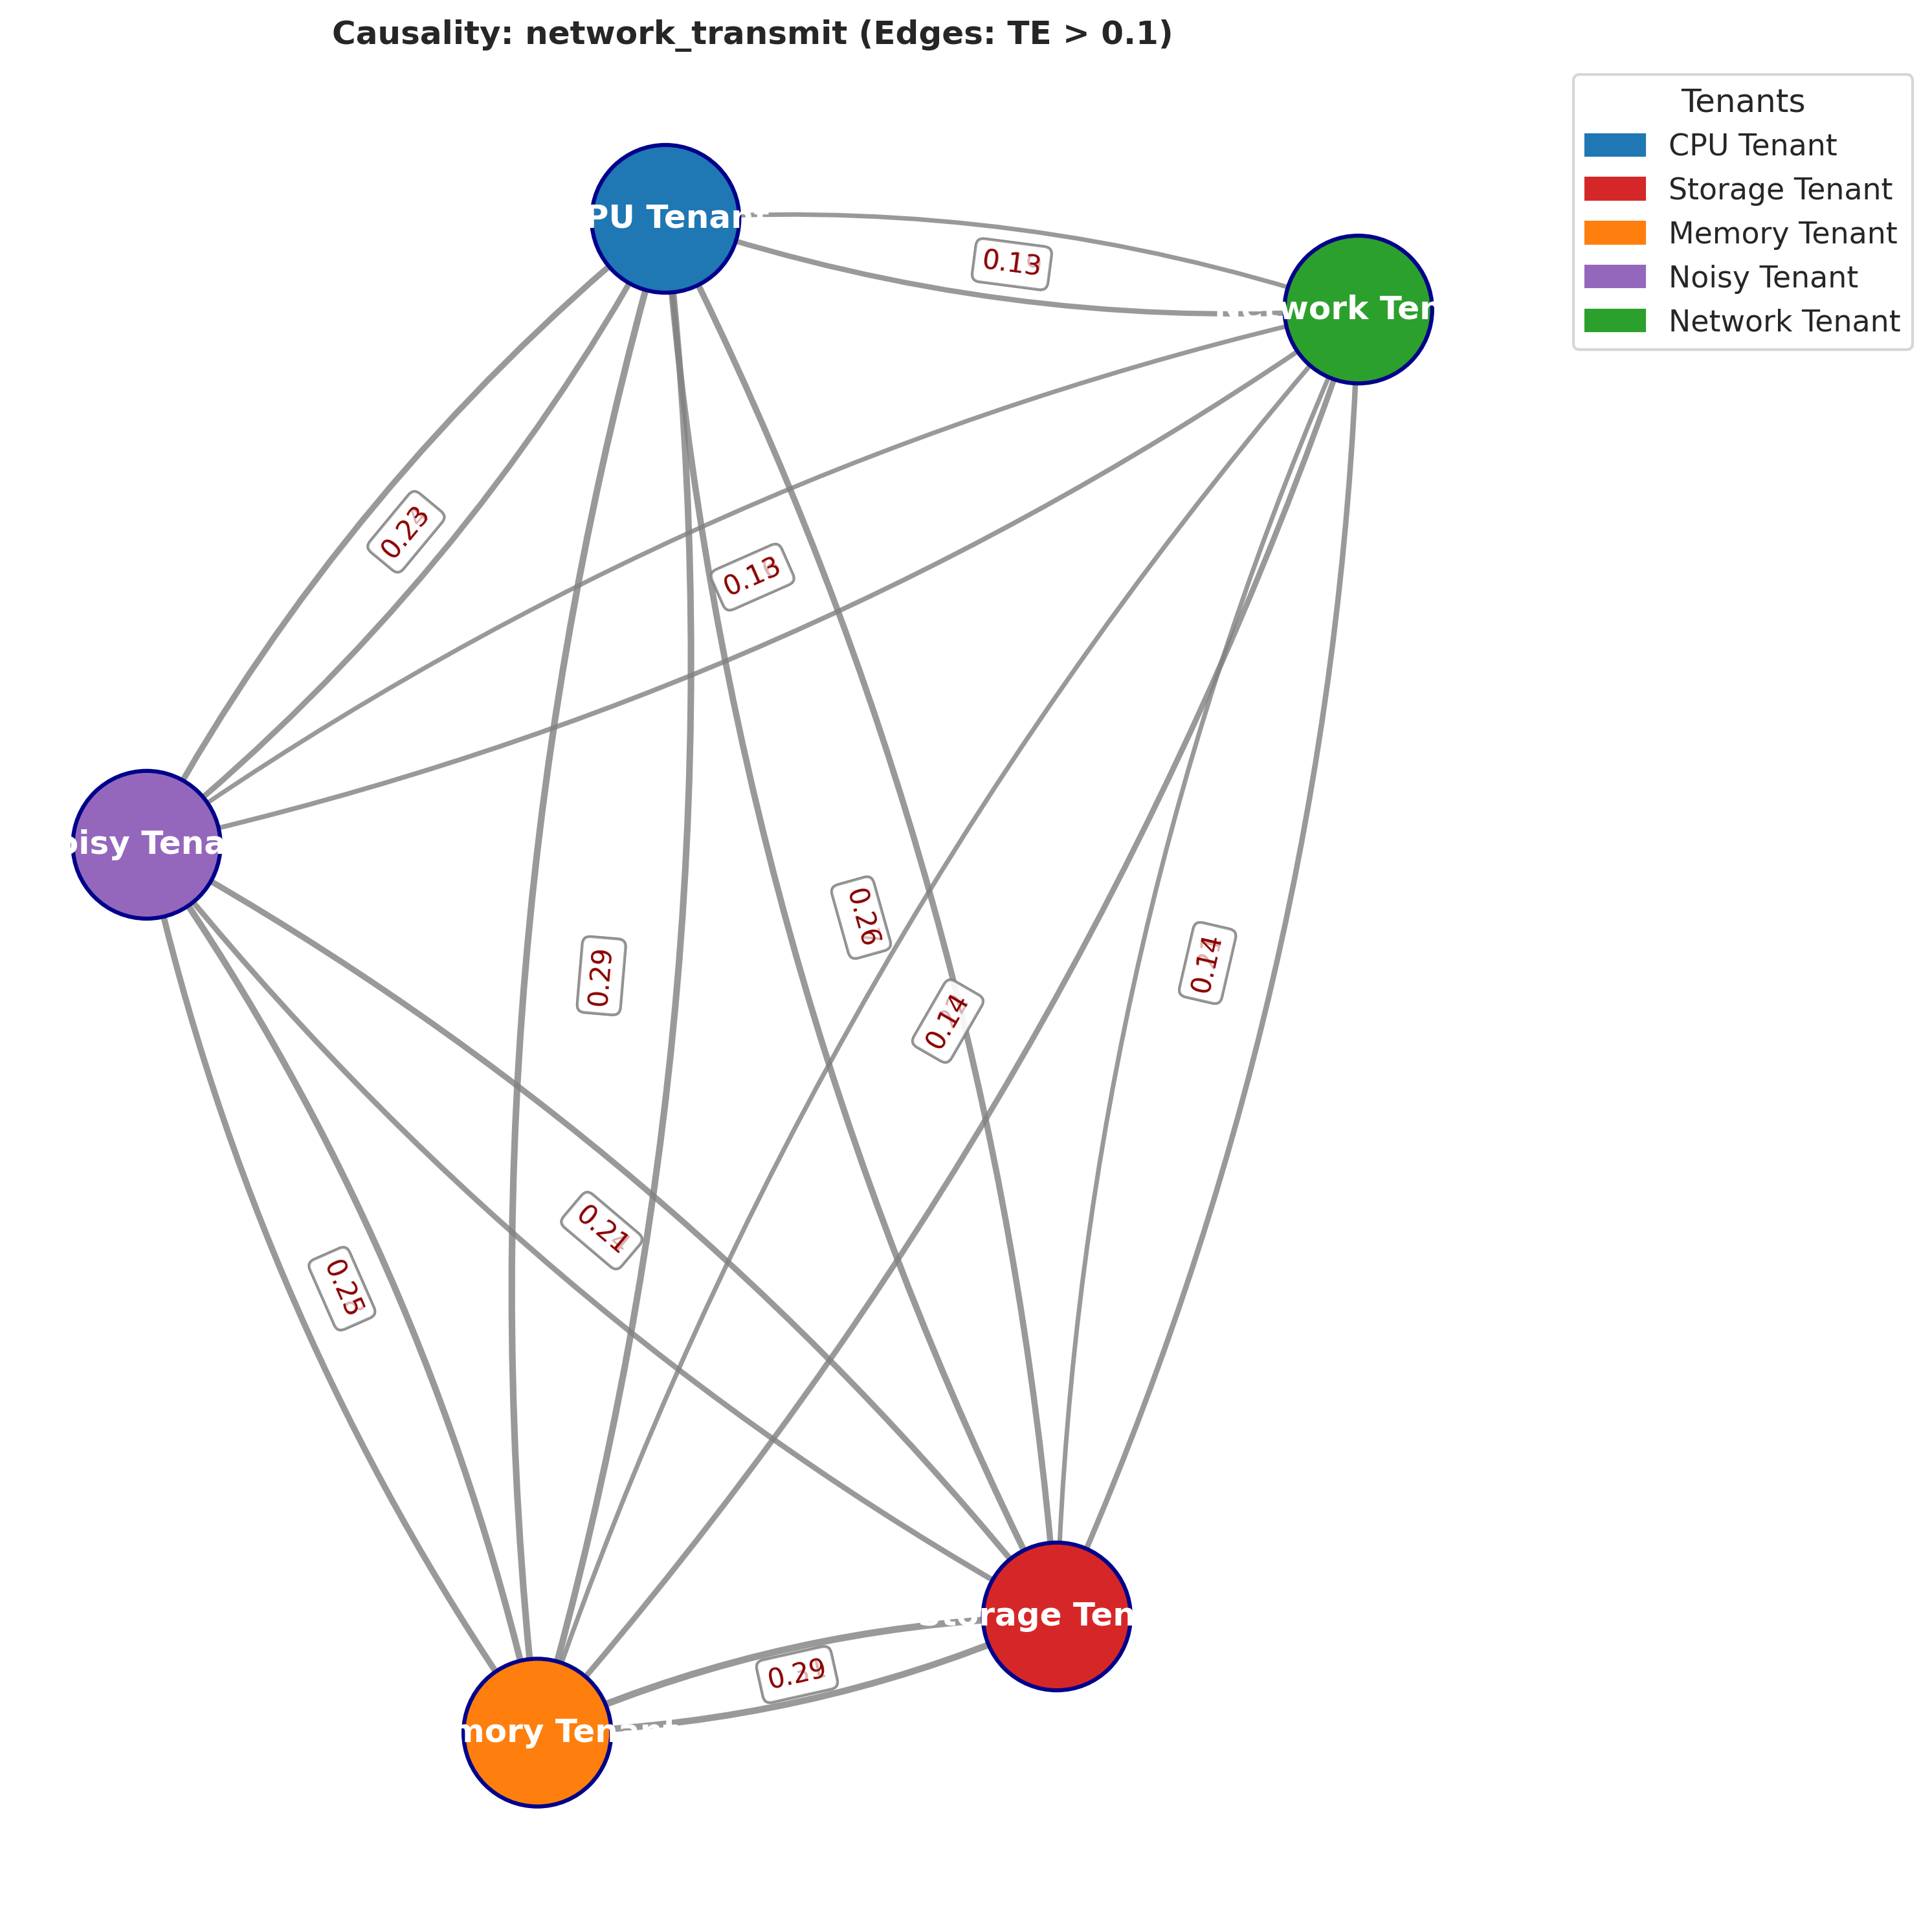 Causality: network_transmit (Edges: TE > 0.1)
Tenants
CPU Tenant
Storage Tenant
Memory Tenant
Noisy Tenant
Network Tenant
PU Tenant
work Ten
0.13
0.23
0.13
oisy Tena
0.26
0.29
0.14
0.14
0.21
0.25
Storage Ten
0.29
mory Tenant